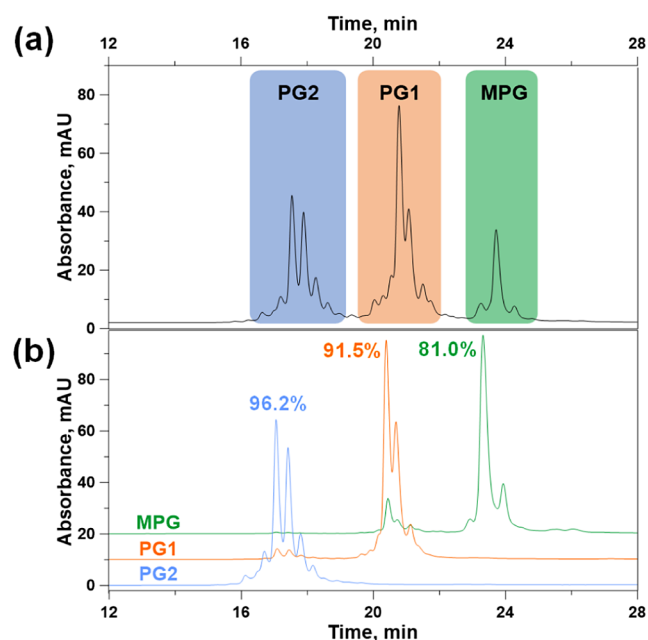 Time, min
(a)
12 16 20 24 28
PG2 PG1 MPG
80
60
40
20
0
Absorbance, mAU
(b)
91.5% 81.0%
96.2%
80
60
40
20
0
Absorbance, mAU
MPG
PG1
PG2
12 16 20 24 28
Time, min